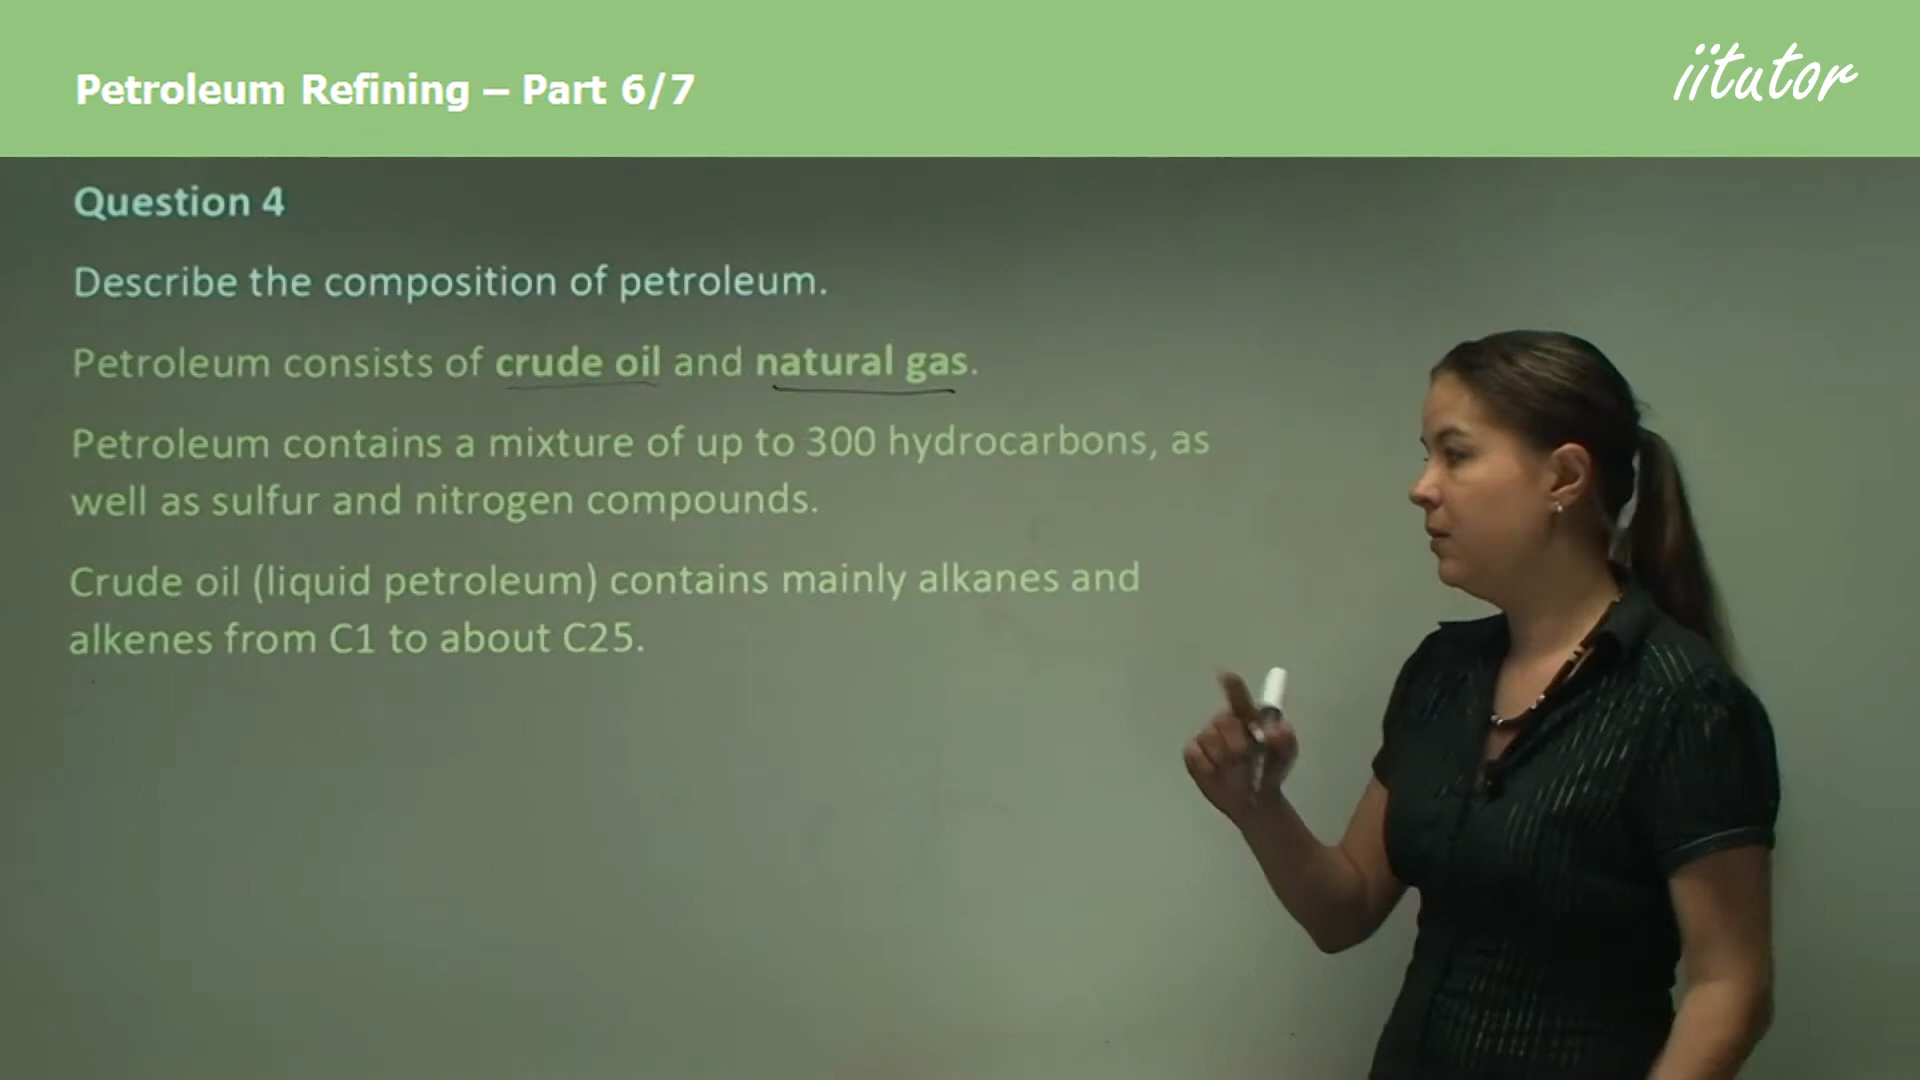 Petroleum Refining – Part 6/7
iitutor
Question 4
Describe the composition of petroleum.
Petroleum consists of crude oil and natural gas.
Petroleum contains a mixture of up to 300 hydrocarbons, as
well as sulfur and nitrogen compounds.
Crude oil (liquid petroleum) contains mainly alkanes and
alkenes from C1 to about C25.